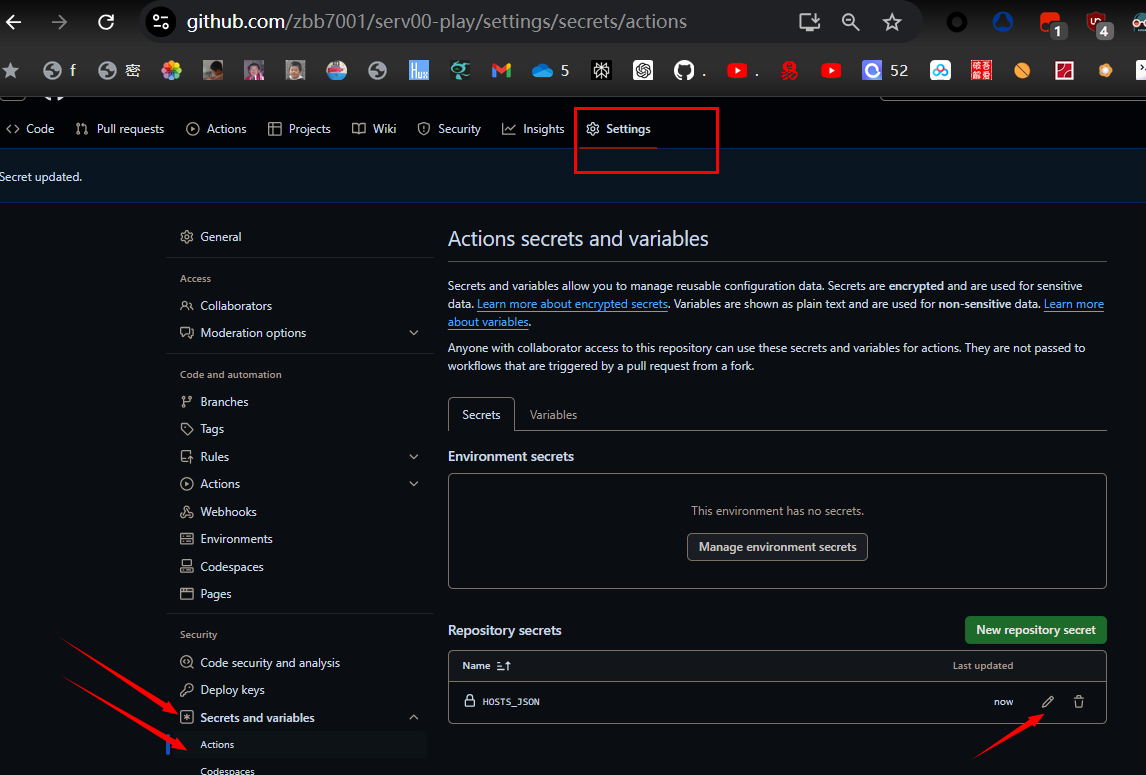 github.com/zbb7001/serv00-play/settings/secrets/actions
1
4
f
密
Hux
5
.
.
52
破吾
解爱
Code
Pull requests
Actions
Projects
Wiki
Security
Insights
Settings
Secret updated.
General
Access
Collaborators
Moderation options
Code and automation
Branches
Tags
Rules
Actions
Webhooks
Environments
Codespaces
Pages
Security
Code security and analysis
Deploy keys
Secrets and variables
Actions
Codespaces
Actions secrets and variables
Secrets and variables allow you to manage reusable configuration data. Secrets are encrypted and are used for sensitive
data. Learn more about encrypted secrets. Variables are shown as plain text and are used for non-sensitive data. Learn more
about variables.
Anyone with collaborator access to this repository can use these secrets and variables for actions. They are not passed to
workflows that are triggered by a pull request from a fork.
Secrets
Variables
Environment secrets
This environment has no secrets.
Manage environment secrets
Repository secrets
New repository secret
Name
Last updated
HOSTS_JSON
now